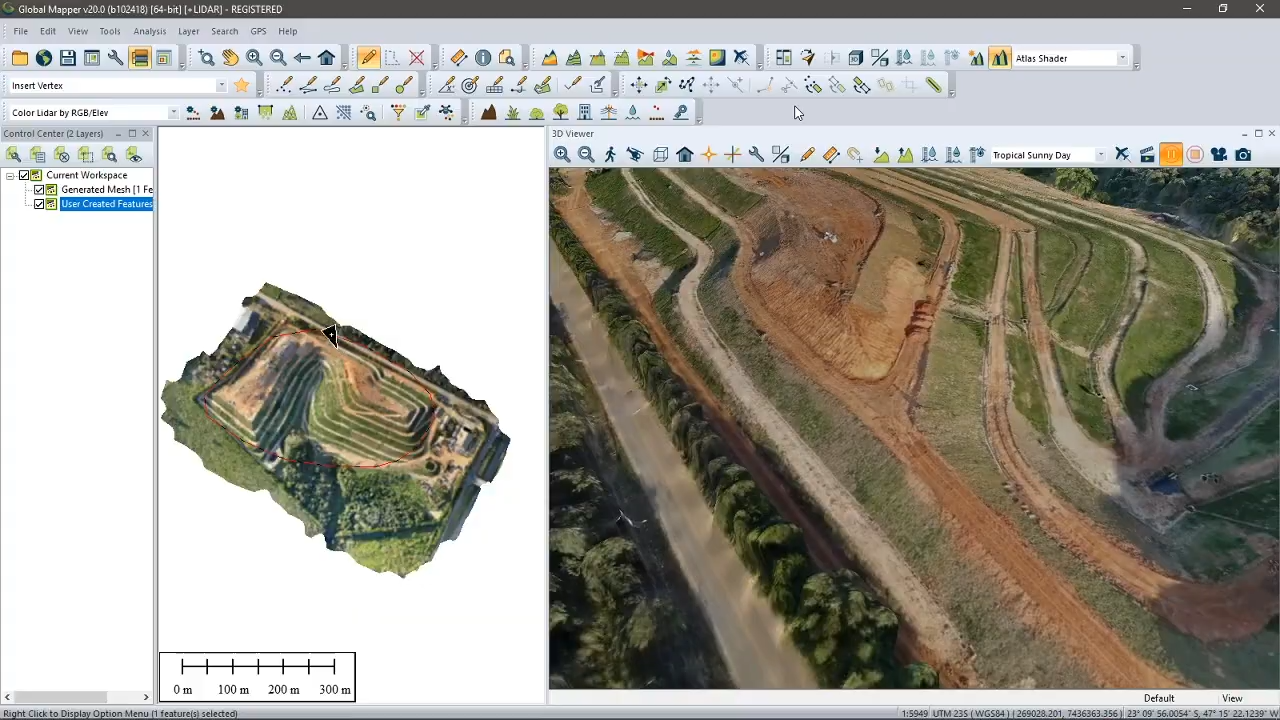 Global Mapper v20.0 (b102418) [64-bit] [+LIDAR] - REGISTERED
File Edit View Tools Analysis Layer Search GPS Help
Atlas Shader
Insert Vertex
Color Lidar by RGB/Elev
Control Center (2 Layers)
3D Viewer
Tropical Sunny Day
Current Workspace
Generated Mesh [1 Fe
User Created Features
0 m 100 m 200 m 300 m
Default View
Right Click to Display Option Menu (1 feature(s) selected)
1:5949 UTM 23S (WGS84) (269028.201, 7436363.356) 23° 09' 56.0054" S, 47° 15' 22.1239" W